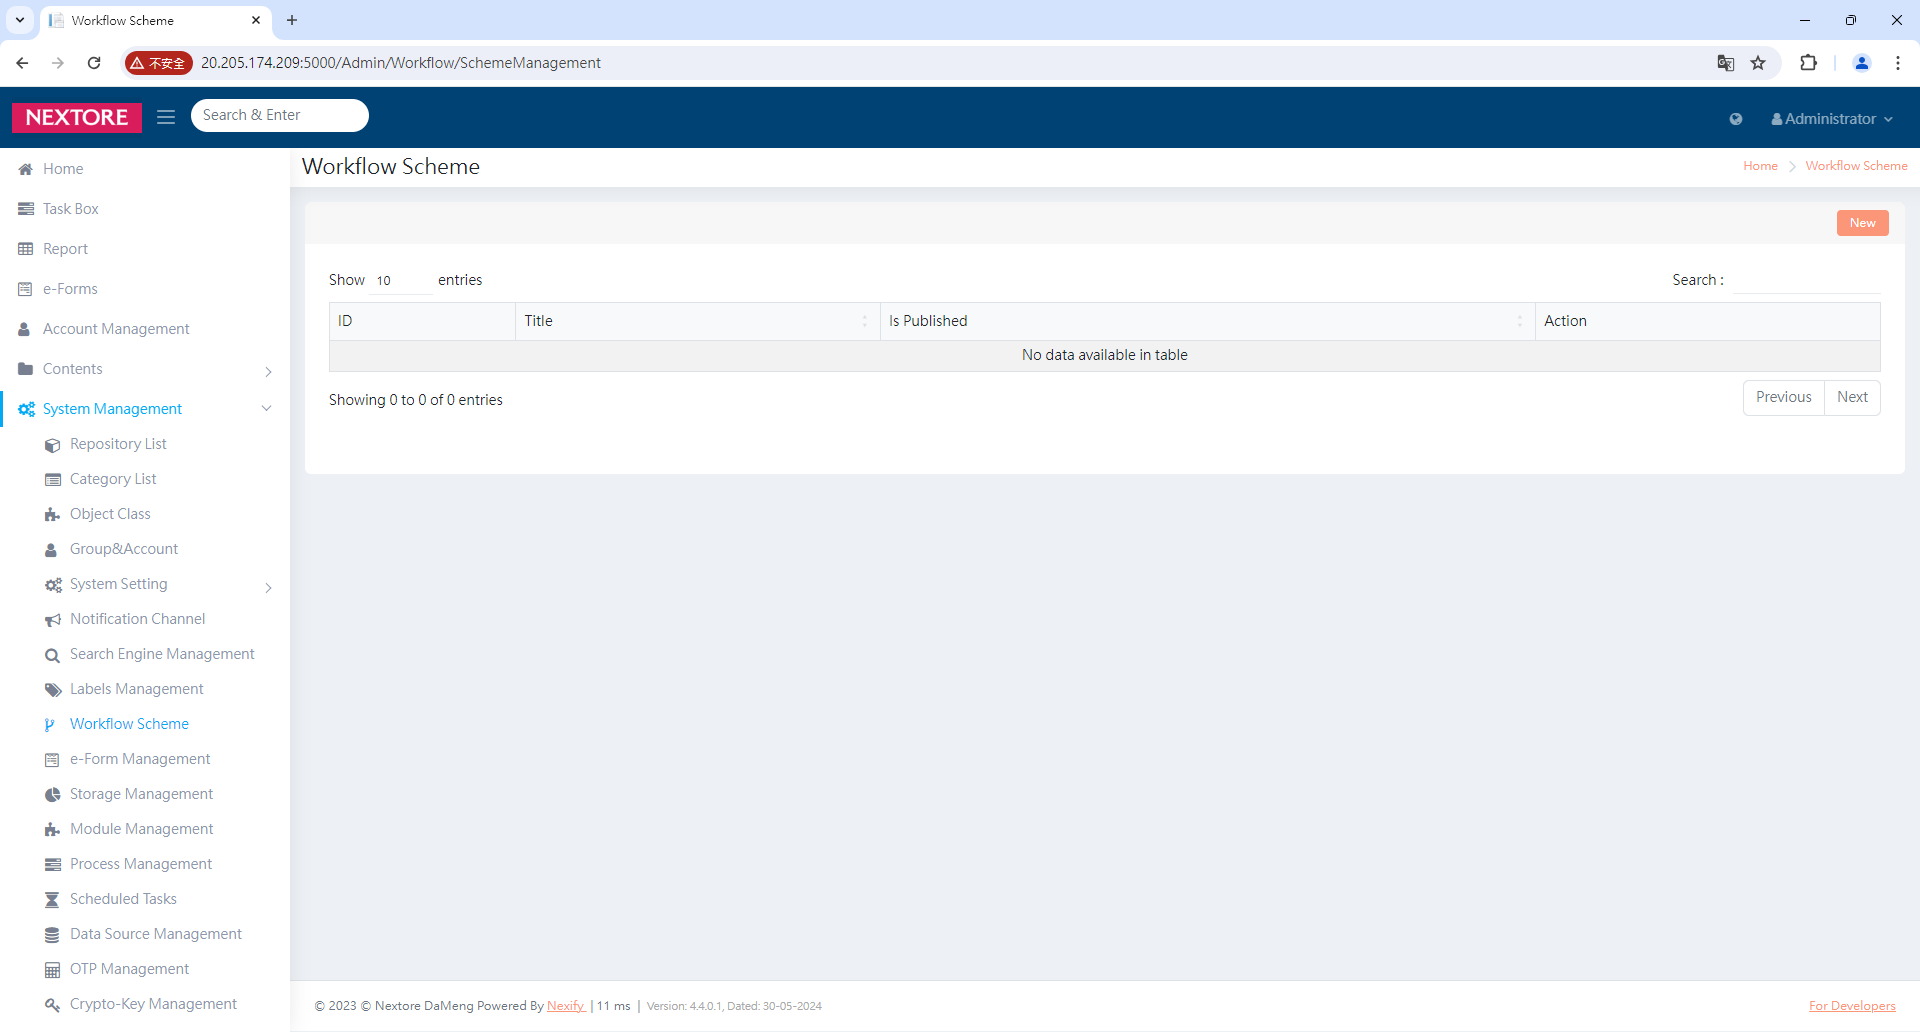 Workflow Scheme
不安全 20.205.174.209:5000/Admin/Workflow/SchemeManagement
NEXTORE Search & Enter Administrator
Home
Task Box
Report
e-Forms
Account Management
Contents
System Management
Repository List
Category List
Object Class
Group&Account
System Setting
Notification Channel
Search Engine Management
Labels Management
Workflow Scheme
e-Form Management
Storage Management
Module Management
Process Management
Scheduled Tasks
Data Source Management
OTP Management
Crypto-Key Management
Workflow Scheme
Home Workflow Scheme
New
Show 10 entries Search :
ID Title Is Published Action
No data available in table
Showing 0 to 0 of 0 entries Previous Next
© 2023 © Nextore DaMeng Powered By Nexify | 11 ms | Version: 4.4.0.1, Dated: 30-05-2024 For Developers